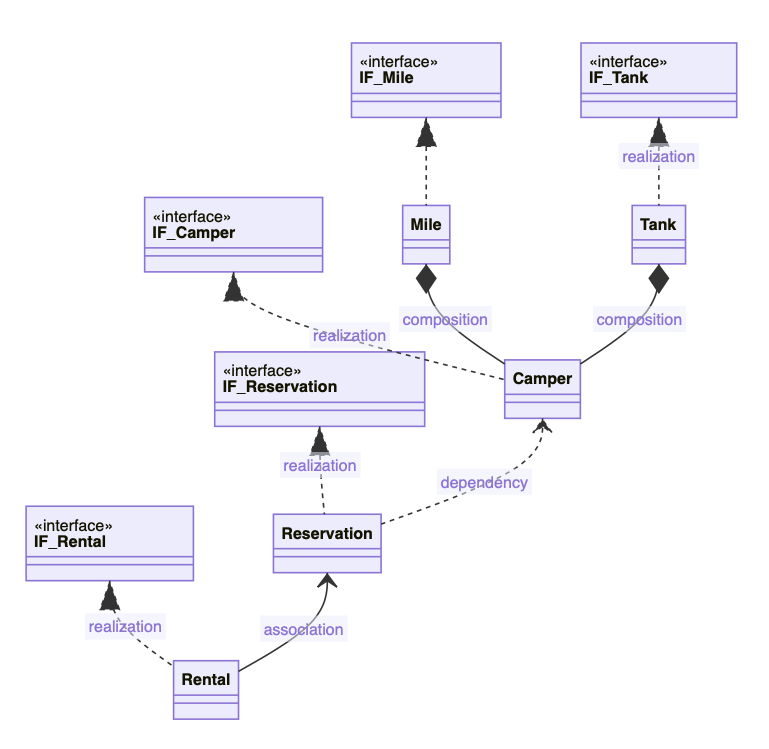 «interface»
IF_Mile
«interface»
IF_Tank
realization
«interface»
IF_Camper
Mile
Tank
composition
composition
realization
«interface»
IF_Reservation
Camper
realization
dependency
«interface»
IF_Rental
Reservation
realization
association
Rental